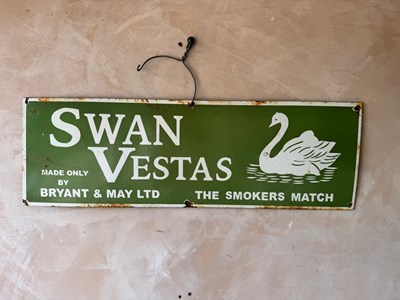 SWAN
VESTAS
MADE ONLY
BY
BRYANT & MAY LTD
THE SMOKERS MATCH